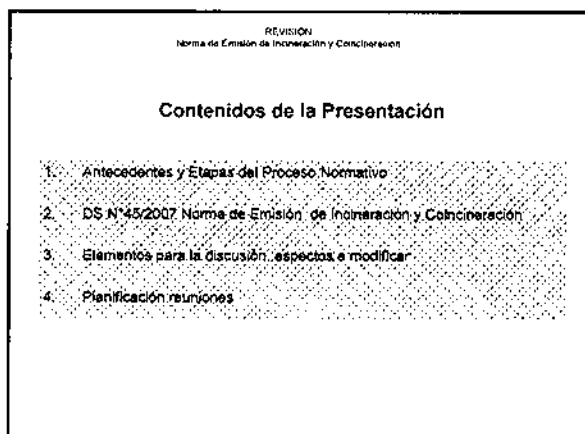 REVISIÓN
Norma de Emisión de Incineración y Coincineración
Contenidos de la Presentación
1. Antecedentes y Etapas del Proceso Normativo
2. DS N°45/2007 Norma de Emisión de Incineración y Coincineración
3. Elementos para la discusión, aspectos a modificar
4. Planificación reuniones